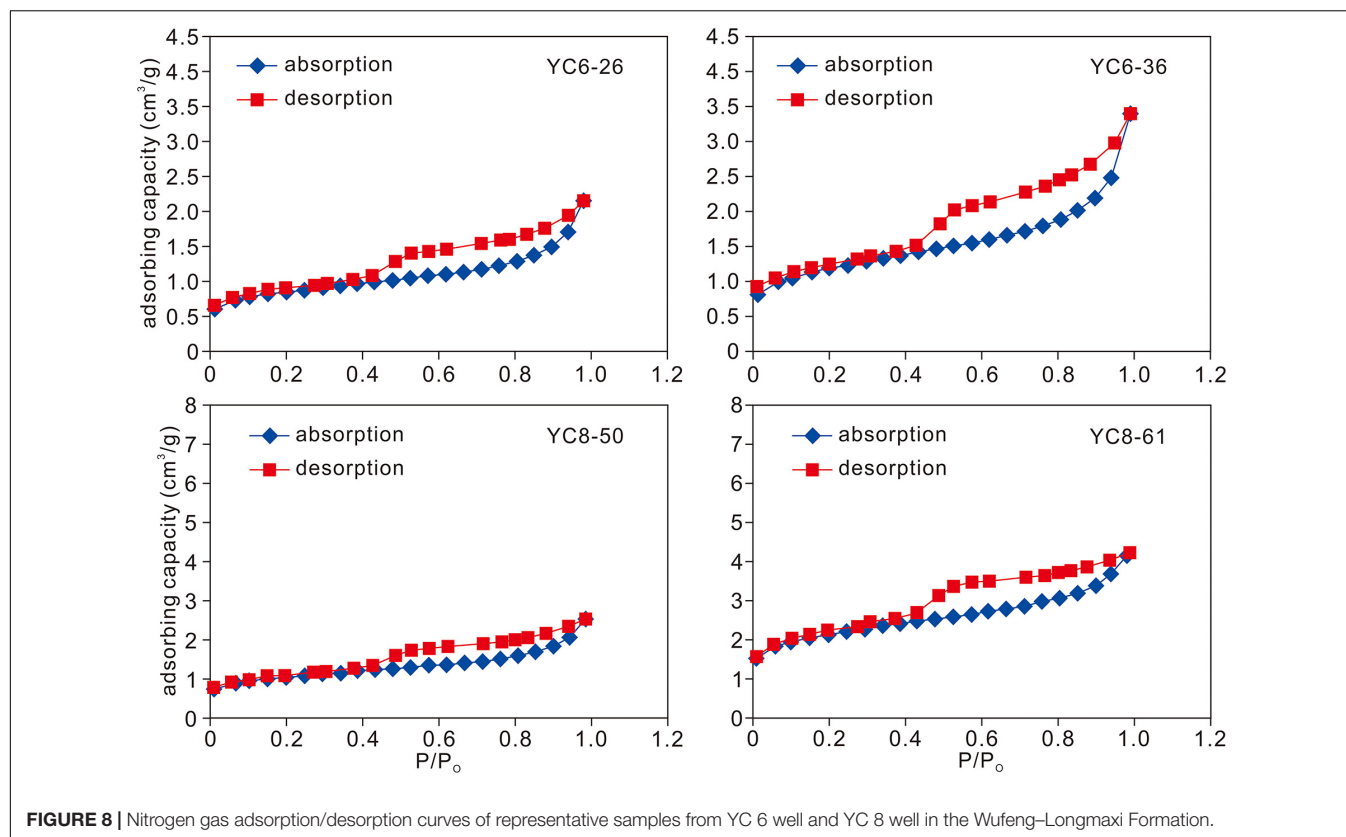 4.5
4.5
3.5
3.0
2.5
2.0
1.5
1.0
0.5
0
adsorbing capacity (cm³/g)
absorption
desorption
YC6-26
0 0.2 0.4 0.6 0.8 1.0 1.2
4.5
4.5
3.5
3.0
2.5
2.0
1.5
1.0
0.5
0
absorption
desorption
YC6-36
0 0.2 0.4 0.6 0.8 1.0 1.2
8
7
6
5
4
3
2
1
0
adsorbing capacity (cm³/g)
absorption
desorption
YC8-50
0 0.2 0.4 0.6 0.8 1.0 1.2
P/Po
8
7
6
5
4
3
2
1
0
absorption
desorption
YC8-61
0 0.2 0.4 0.6 0.8 1.0 1.2
P/Po
FIGURE 8 | Nitrogen gas adsorption/desorption curves of representative samples from YC 6 well and YC 8 well in the Wufeng–Longmaxi Formation.